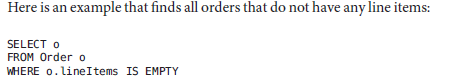 Here is an example that finds all orders that do not have any line items:
SELECT o
FROM Order o
WHERE o.lineItems IS EMPTY